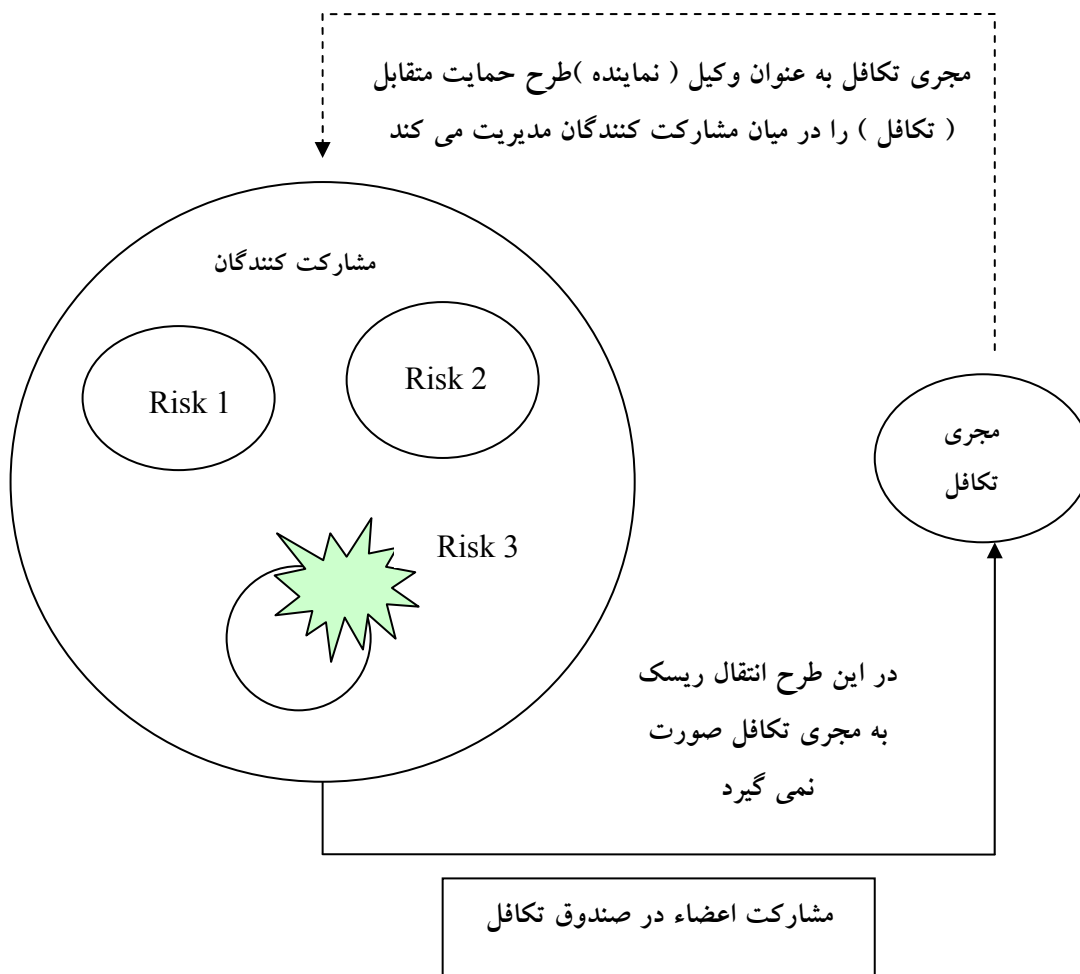 مجری تکافل به عنوان وکیل ( نماینده )طرح حمایت متقابل
( تکافل ) را در میان مشارکت کنندگان مدیریت می کند
مشارکت کنندگان
Risk 1
Risk 2
مجری
تکافل
Risk 3
در این طرح انتقال ریسک
به مجری تکافل صورت
نمی گیرد
مشارکت اعضاء در صندوق تکافل